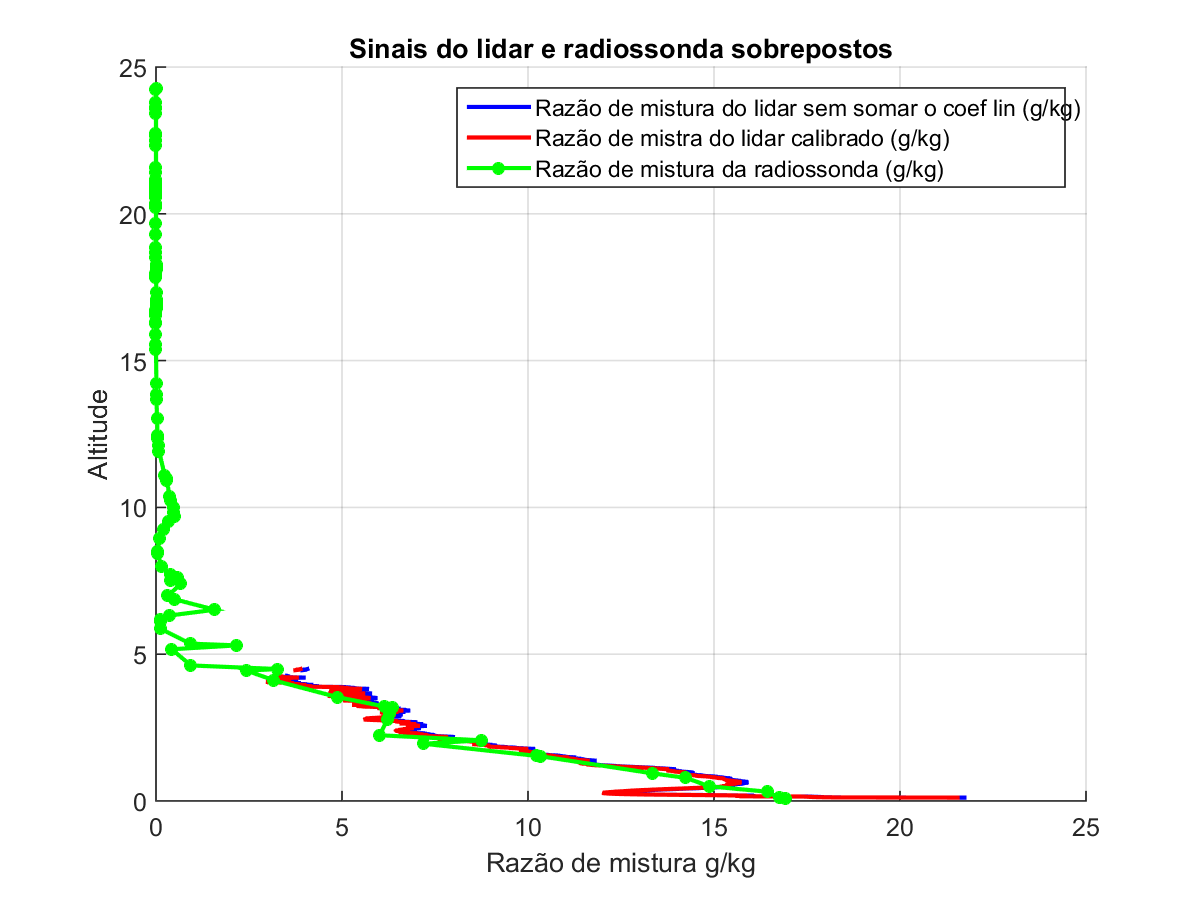 Sinais do lidar e radiossonda sobrepostos
25
Razão de mistura do lidar sem somar o coef lin (g/kg)
Razão de mistra do lidar calibrado (g/kg)
Razão de mistura da radiossonda (g/kg)
20
15
Altitude
10
5
0
0 5 10 15 20 25
Razão de mistura g/kg